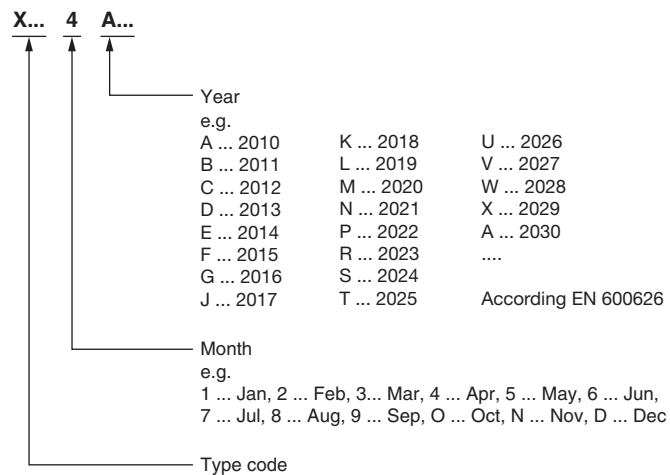 X... 4 A...
Year
e.g.
A ... 2010 K ... 2018 U ... 2026
B ... 2011 L ... 2019 V ... 2027
C ... 2012 M ... 2020 W ... 2028
D ... 2013 N ... 2021 X ... 2029
E ... 2014 P ... 2022 A ... 2030
F ... 2015 R ... 2023 ....
G ... 2016 S ... 2024
J ... 2017 T ... 2025 According EN 600626
Month
e.g.
1 ... Jan, 2 ... Feb, 3... Mar, 4 ... Apr, 5 ... May, 6 ... Jun,
7 ... Jul, 8 ... Aug, 9 ... Sep, O ... Oct, N ... Nov, D ... Dec
Type code